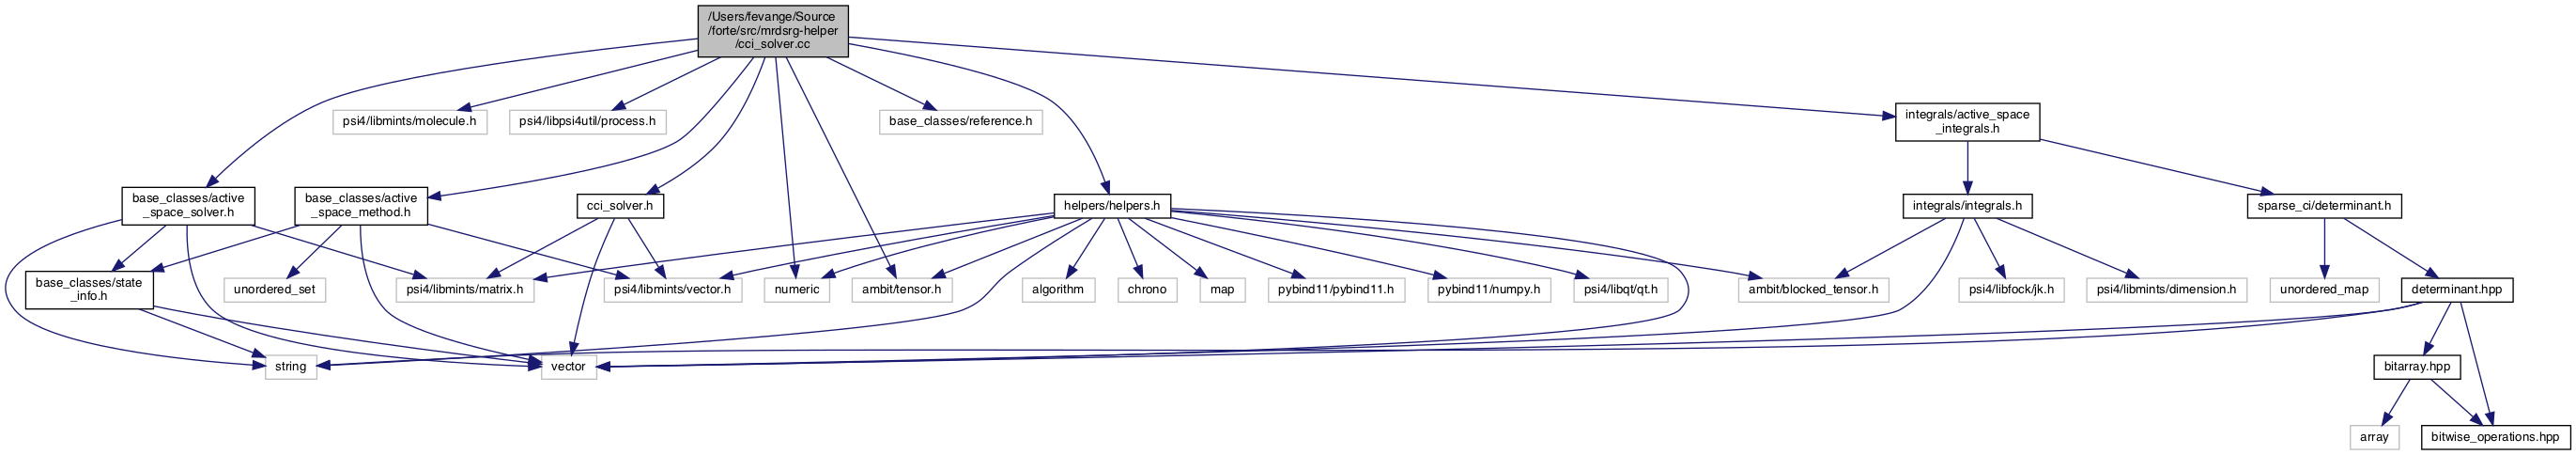 /Users/fevange/Source
/forte/src/mrdsrg-helper
/cci_solver.cc
psi4/libmints/molecule.h
psi4/libpsi4util/process.h
base_classes/reference.h
integrals/active_space
_integrals.h
base_classes/active
_space_solver.h
base_classes/active
_space_method.h
cci_solver.h
helpers/helpers.h
integrals/integrals.h
sparse_ci/determinant.h
base_classes/state
_info.h
unordered_set
psi4/libmints/matrix.h
psi4/libmints/vector.h
numeric
ambit/tensor.h
algorithm
chrono
map
pybind11/pybind11.h
pybind11/numpy.h
psi4/libqt/qt.h
ambit/blocked_tensor.h
psi4/libfock/jk.h
psi4/libmints/dimension.h
unordered_map
determinant.hpp
string
vector
bitarray.hpp
array
bitwise_operations.hpp